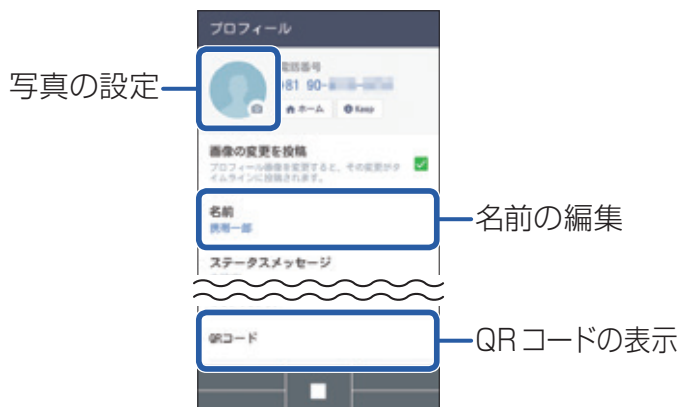 プロフィール
写真の設定
電話番号
+81 90-
ホーム Keep
画像の変更を投稿
プロフィール画像を変更すると、その変更がタ
イムラインに投稿されます。
名前
携帯一郎
名前の編集
ステータスメッセージ
QRコード
QRコードの表示